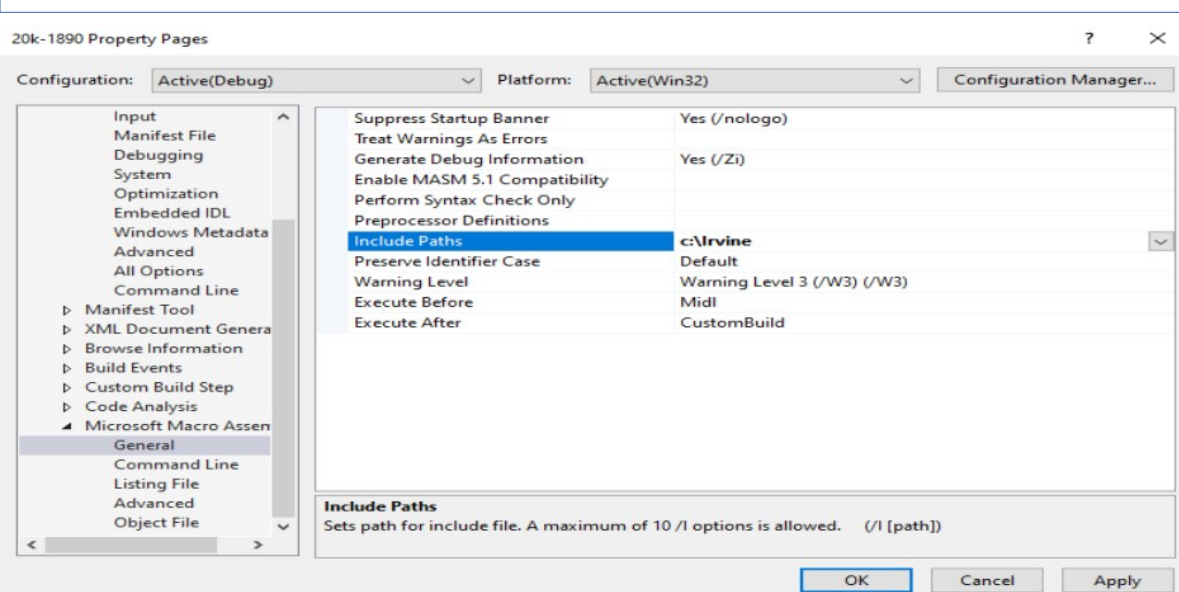 20k-1890 Property Pages ?
Configuration: Active(Debug) Platform: Active(Win32) Configuration Manager...
Input
Manifest File
Debugging
System
Optimization
Embedded IDL
Windows Metadata
Advanced
All Options
Command Line
Manifest Tool
XML Document Genera
Browse Information
Build Events
Custom Build Step
Code Analysis
Microsoft Macro Assem
General
Command Line
Listing File
Advanced
Object File
Suppress Startup Banner Yes (/nologo)
Treat Warnings As Errors
Generate Debug Information Yes (/Zi)
Enable MASM 5.1 Compatibility
Perform Syntax Check Only
Preprocessor Definitions
Include Paths c:\Irvine
Preserve Identifier Case Default
Warning Level Warning Level 3 (/W3) (/W3)
Execute Before Midl
Execute After CustomBuild
Include Paths
Sets path for include file. A maximum of 10 /I options is allowed. (/I [path])
OK Cancel Apply